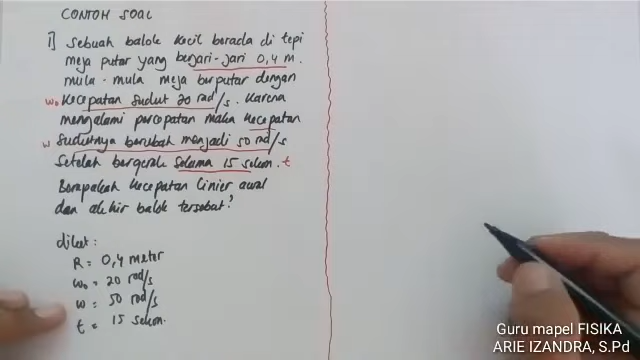 CONTOH SOAL
1] Sebuah balok kecil berada di tepi
meja putar yang berjari-jari 0,4 m.
mula-mula meja berputar dengan
ω₀ kecepatan sudut 20 rad/s. Karena
mengalami percepatan maka kecepatan
ω sudutnya berubah menjadi 50 rad/s
setelah bergerak selama 15 sekon. t
Berapakah kecepatan linier awal
dan akhir balok tersebut?
diket:
R = 0,4 meter
ω₀ = 20 rad/s
ω = 50 rad/s
t = 15 sekon.
Guru mapel FISIKA
ARIE IZANDRA, S.Pd